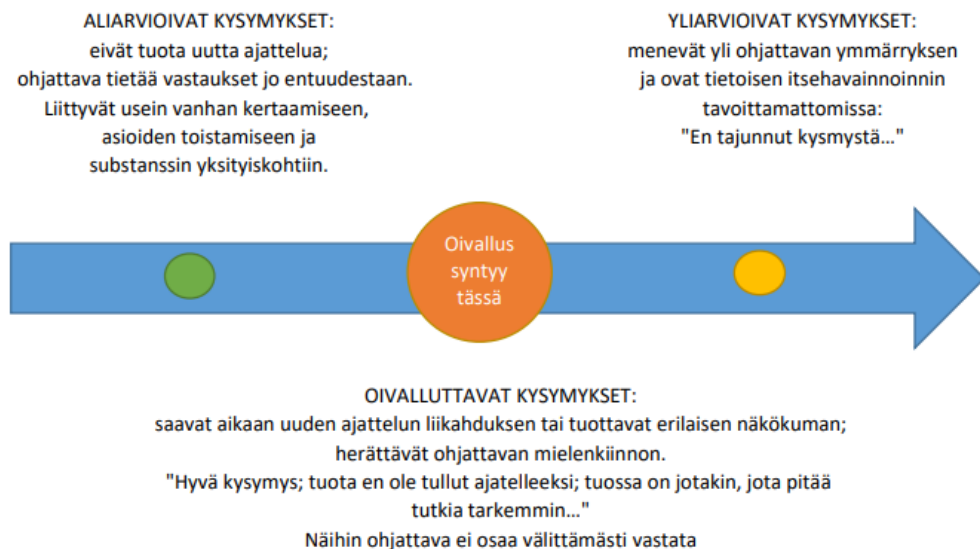 ALIARVIOIVAT KYSYMYKSET:
eivät tuota uutta ajattelua;
ohjattava tietää vastaukset jo entuudestaan.
Liittyvät usein vanhan kertaamiseen,
asioiden toistamiseen ja
substanssin yksityiskohtiin.
YLIARVIOIVAT KYSYMYKSET:
menevät yli ohjattavan ymmärryksen
ja ovat tietoisen itsehavainnoinnin
tavoittamattomissa:
"En tajunnut kysmystä…"
Oivallus
syntyy
tässä
OIVALLUTTAVAT KYSYMYKSET:
saavat aikaan uuden ajattelun liikahduksen tai tuottavat erilaisen näkökuman;
herättävät ohjattavan mielenkiinnon.
"Hyvä kysymys; tuota en ole tullut ajatelleeksi; tuossa on jotakin, jota pitää
tutkia tarkemmin…"
Näihin ohjattava ei osaa välittämästi vastata